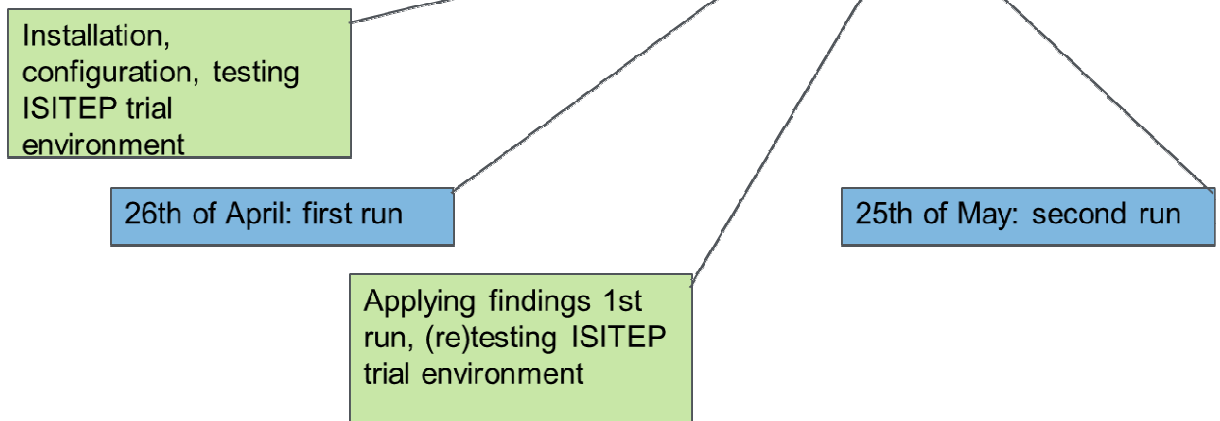 Installation,
configuration, testing
ISITEP trial
environment
26th of April: first run
25th of May: second run
Applying findings 1st
run, (re)testing ISITEP
trial environment